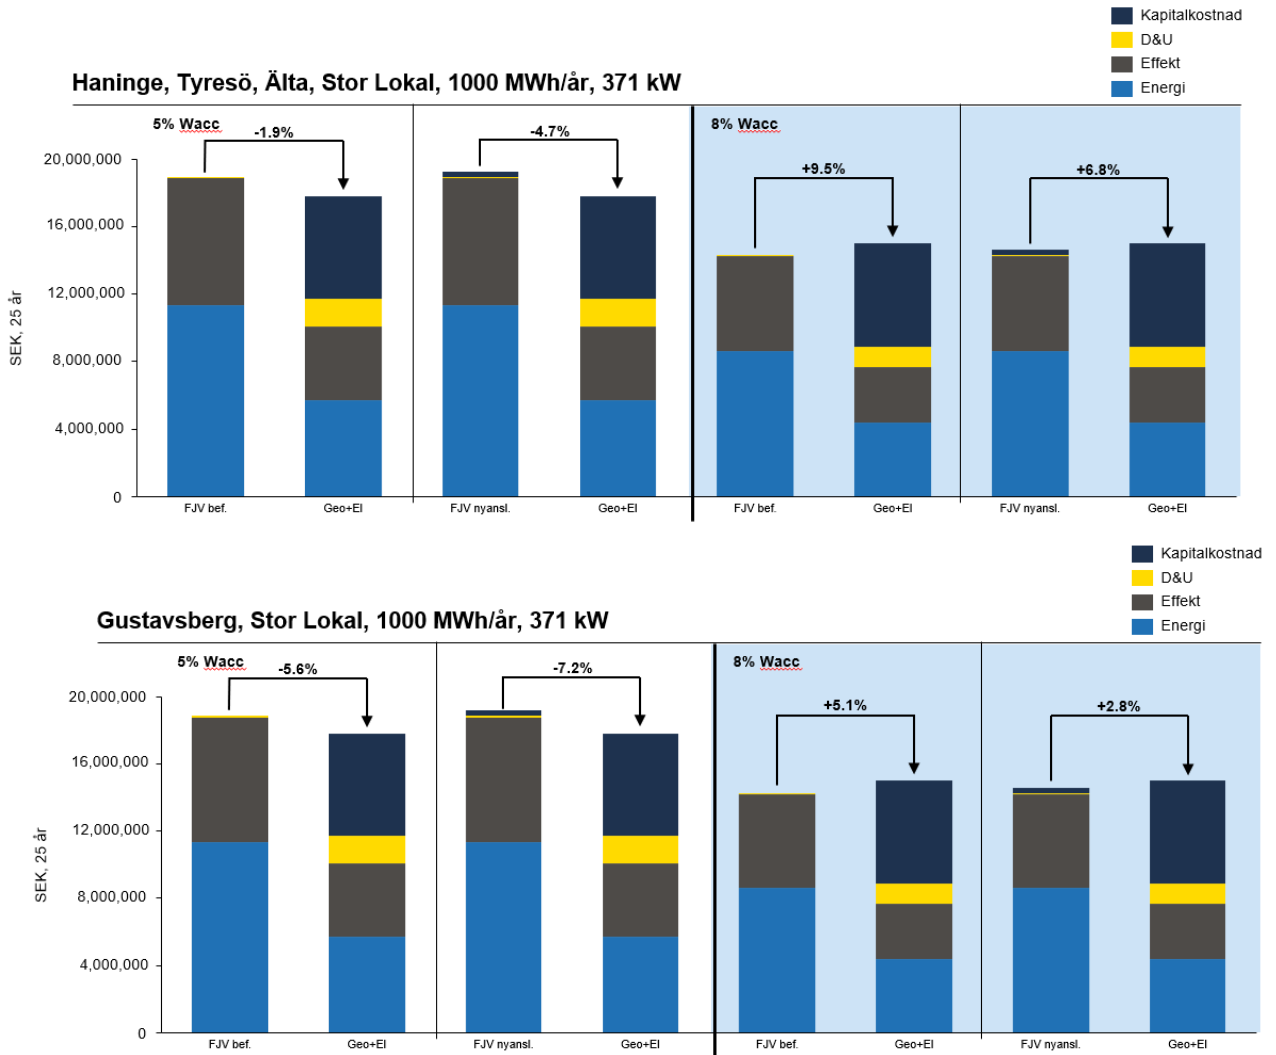 Kapitalkostnad
D&U
Effekt
Energi
Haninge, Tyresö, Älta, Stor Lokal, 1000 MWh/år, 371 kW
5% Wacc
-1.9%
-4.7%
8% Wacc
+9.5%
+6.8%
20,000,000
16,000,000
12,000,000
8,000,000
4,000,000
0
SEK, 25 år
FJV bef.
Geo+El
FJV nyansl.
Geo+El
FJV bef.
Geo+El
FJV nyansl.
Geo+El
Kapitalkostnad
D&U
Effekt
Energi
Gustavsberg, Stor Lokal, 1000 MWh/år, 371 kW
5% Wacc
-5.6%
-7.2%
8% Wacc
+5.1%
+2.8%
20,000,000
16,000,000
12,000,000
8,000,000
4,000,000
0
SEK, 25 år
FJV bef.
Geo+El
FJV nyansl.
Geo+El
FJV bef.
Geo+El
FJV nyansl.
Geo+El